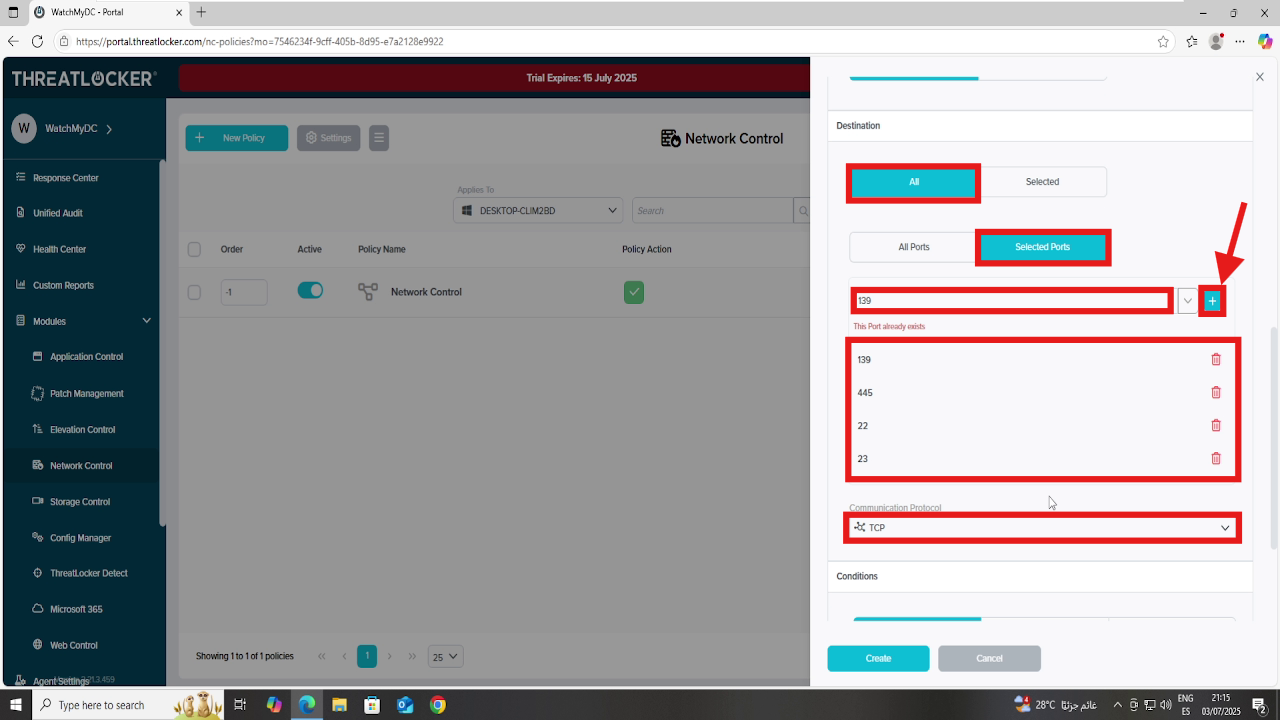 WatchMyDC - Portal.threatlocker.
https://portal.threatlocker.com/nc-policies?mo=7546234f-9cff-405b-8d95-e7a2128e9922
THREATLOCKER
Trial Expires: 15 July 2025
W WatchMyDC
Response Center
Unified Audit
Health Center
Custom Reports
Modules
Application Control
Patch Management
Elevation Control
Network Control
Storage Control
Config Manager
ThreatLocker Detect
Microsoft 365
Web Control
Agent Settings
New Policy
Settings
Network Control
Applies To
DESKTOP-CLIM2BD
Search
Order Active Policy Name Policy Action
-1 Network Control
Showing 1 to 1 of 1 policies
1
25
Destination
All Selected
All Ports Selected Ports
139
This Port already exists
139
445
22
23
Communication Protocol
TCP
Conditions
Create Cancel
Type here to search
4
28°C
ENG
ES
21:15
03/07/2025